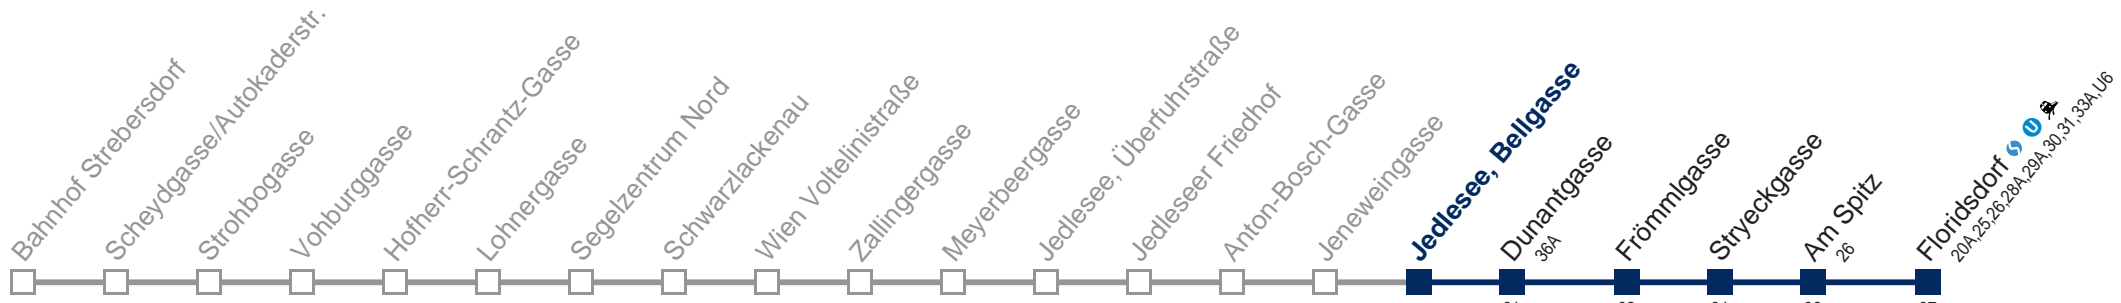 Bahnhof Strebersdorf
Scheydgasse/Autokaderstr.
Strohbogasse
Vohburggasse
Hofherr-Schrantz-Gasse
Lohnergasse
Segelzentrum Nord
Schwarzlackenau
Wien Voltelinistraße
Zallingergasse
Meyerbeergasse
Jedlesee, Überfuhrstraße
Jedleseer Friedhof
Anton-Bosch-Gasse
Jeneweingasse
Jedlesee, Bellgasse
Dunantgasse
36A
Frömmlgasse
Stryeckgasse
Am Spitz
26
Floridsdorf S U
20A,25,26,28A,29A,30,31,33A,U6